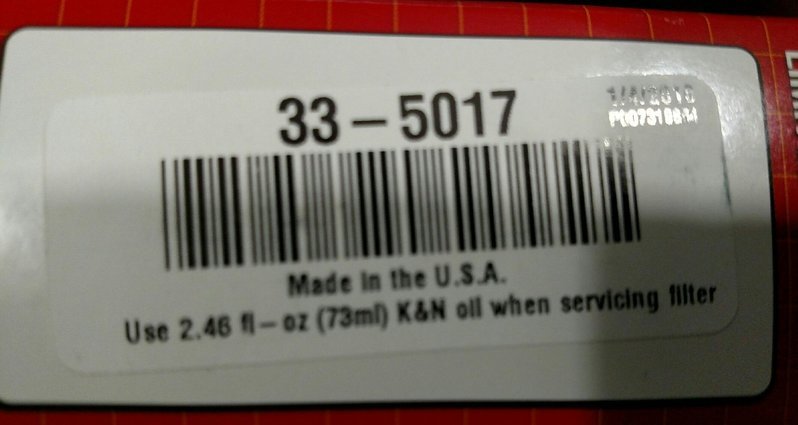 33-5017
Made in the U.S.A.
Use 2.46 fl-oz (73ml) K&N oil when servicing filter